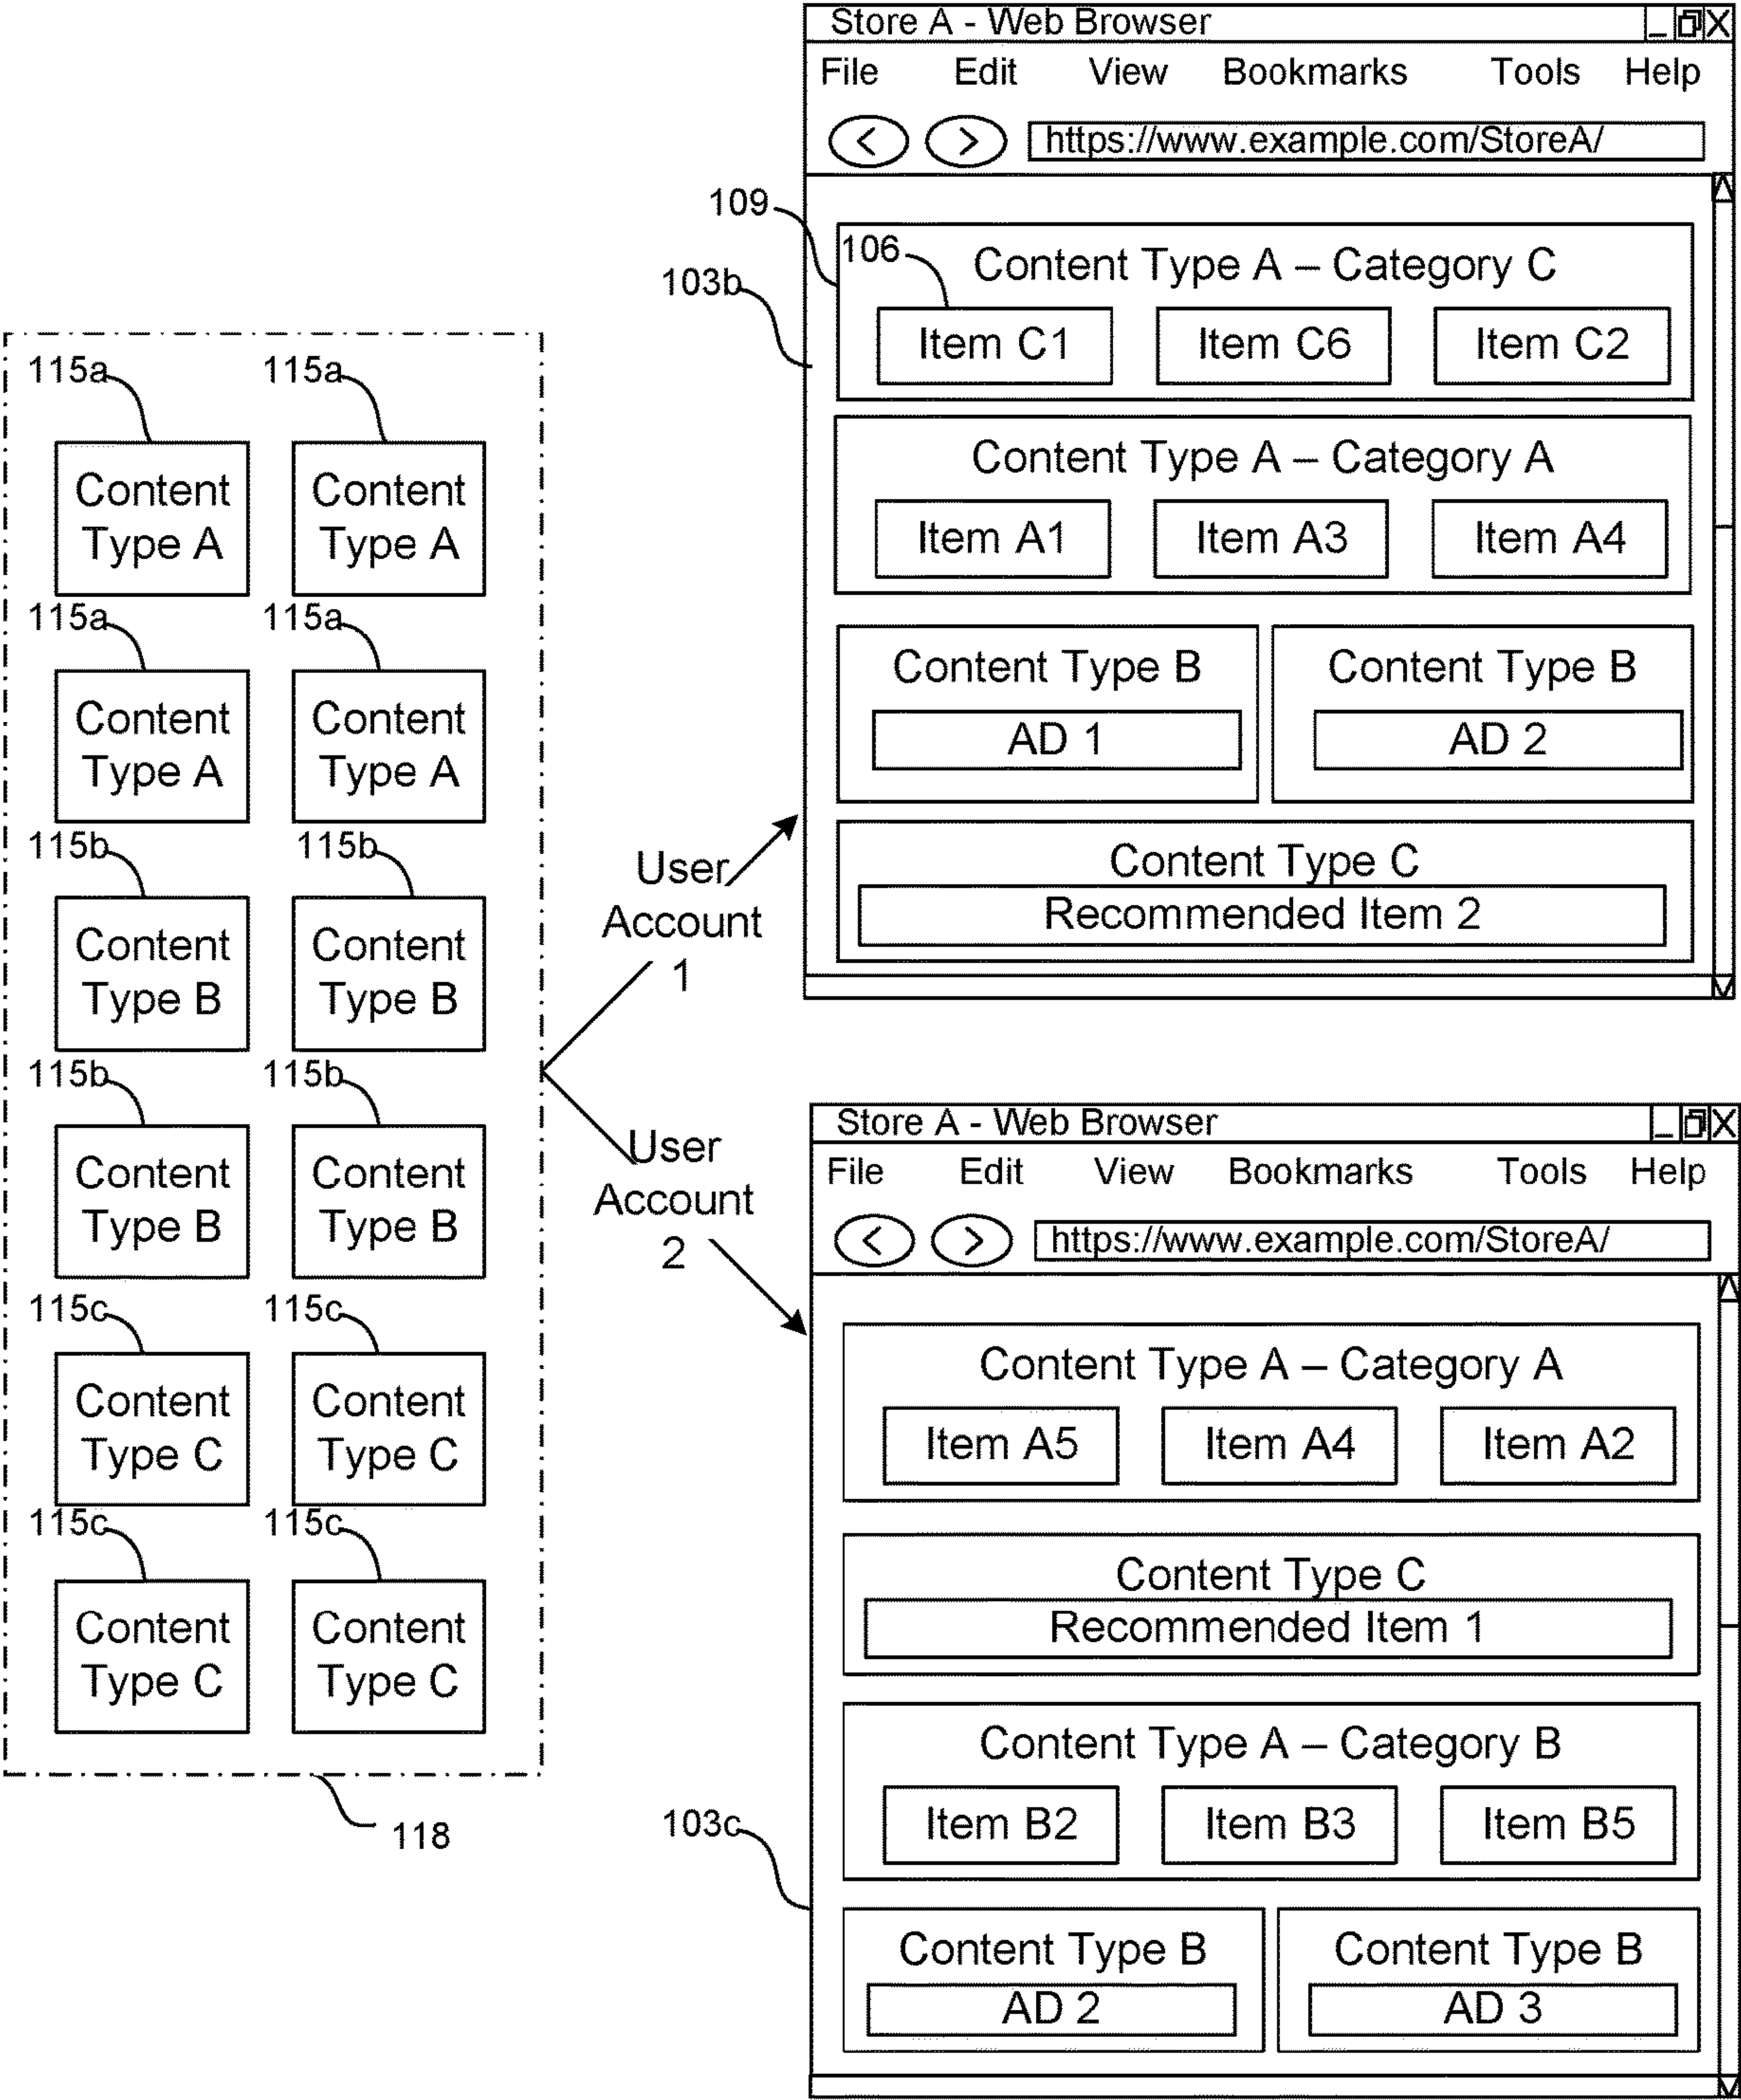 115a
115a
Content
Type A
Content
Type A
115a
115a
Content
Type A
Content
Type A
115b
115b
Content
Type B
Content
Type B
115b
115b
Content
Type B
Content
Type B
115c
115c
Content
Type C
Content
Type C
115c
115c
Content
Type C
Content
Type C
118
User
Account
1
User
Account
2
Store A - Web Browser
File Edit View Bookmarks Tools Help
< > https://www.example.com/StoreA/
109
103b
106
Content Type A – Category C
Item C1 Item C6 Item C2
Content Type A – Category A
Item A1 Item A3 Item A4
Content Type B
AD 1
Content Type B
AD 2
Content Type C
Recommended Item 2
Store A - Web Browser
File Edit View Bookmarks Tools Help
< > https://www.example.com/StoreA/
Content Type A – Category A
Item A5 Item A4 Item A2
Content Type C
Recommended Item 1
Content Type A – Category B
Item B2 Item B3 Item B5
103c
Content Type B
AD 2
Content Type B
AD 3